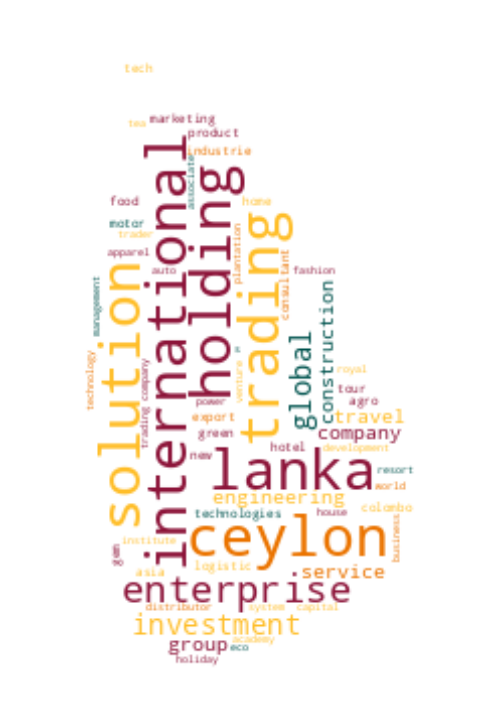 tech
tea
marketing
product
industrie
international
associate
holding
food
home
motor
trader
trading
apparel
auto
plantation
consultant
fashion
solution
management
construction
global
technology
trading company
venture
royal
power
tour
agro
export
travel
green
company
new
hotel
development
lanka
resort
world
engineering
technologies
house
colombo
ceylon
business
institute
gem
logistic
asia
service
enterprise
distributor
system
capital
investment
academy
group
eco
holiday